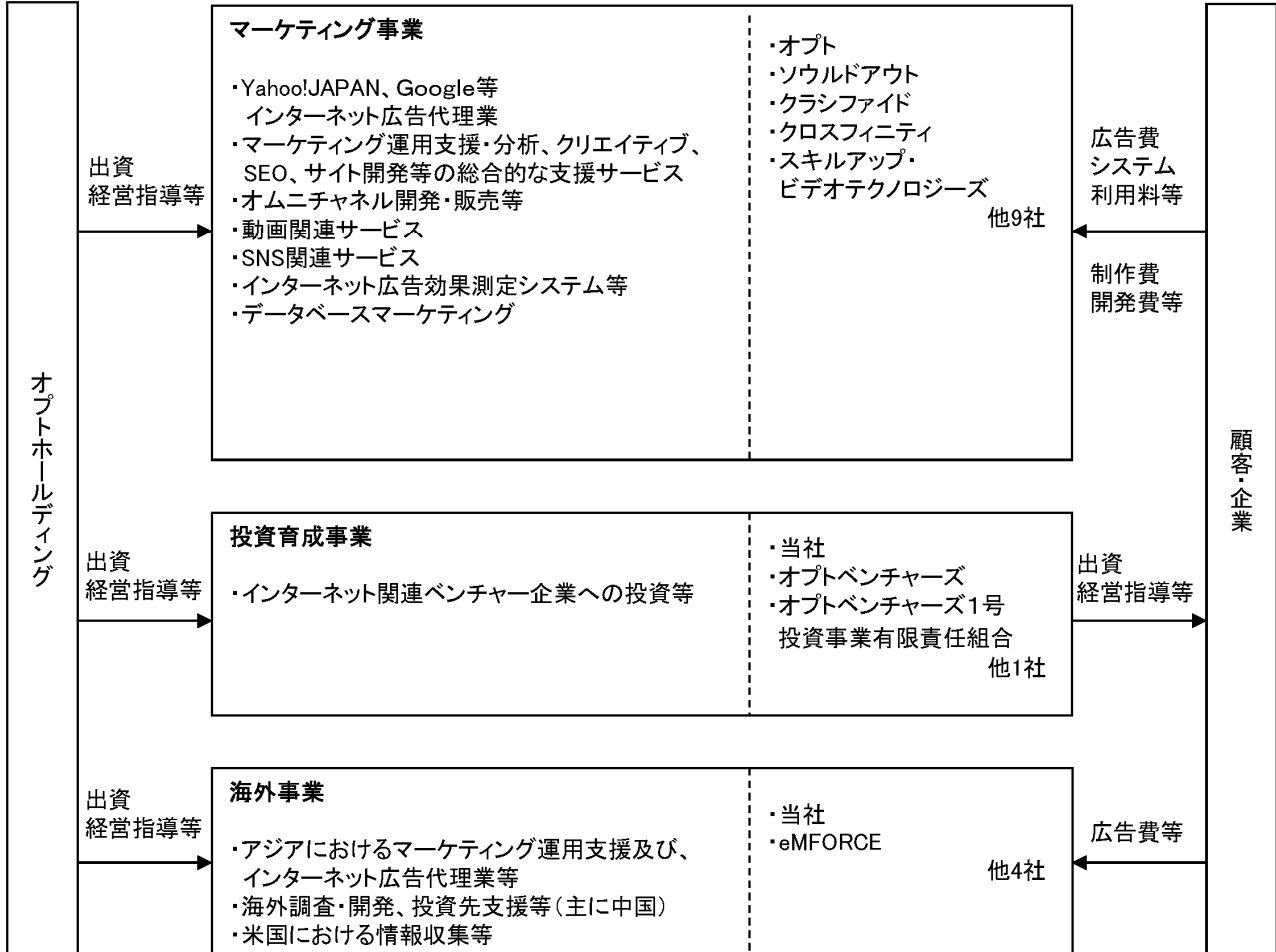 オプトホールディング
出資
経営指導等
マーケティング事業
・Yahoo!JAPAN、Google等
インターネット広告代理業
・マーケティング運用支援・分析、クリエイティブ、
SEO、サイト開発等の総合的な支援サービス
・オムニチャネル開発・販売等
・動画関連サービス
・SNS関連サービス
・インターネット広告効果測定システム等
・データベースマーケティング
・オプト
・ソウルドアウト
・クラシファイド
・クロスフィニティ
・スキルアップ・
ビデオテクノロジーズ
他9社
広告費
システム
利用料等
制作費
開発費等
出資
経営指導等
投資育成事業
・インターネット関連ベンチャー企業への投資等
・当社
・オプトベンチャーズ
・オプトベンチャーズ1号
投資事業有限責任組合
他1社
出資
経営指導等
出資
経営指導等
海外事業
・アジアにおけるマーケティング運用支援及び、
インターネット広告代理業等
・海外調査・開発、投資先支援等（主に中国）
・米国における情報収集等
・当社
・eMFORCE
他4社
広告費等
顧客・企業